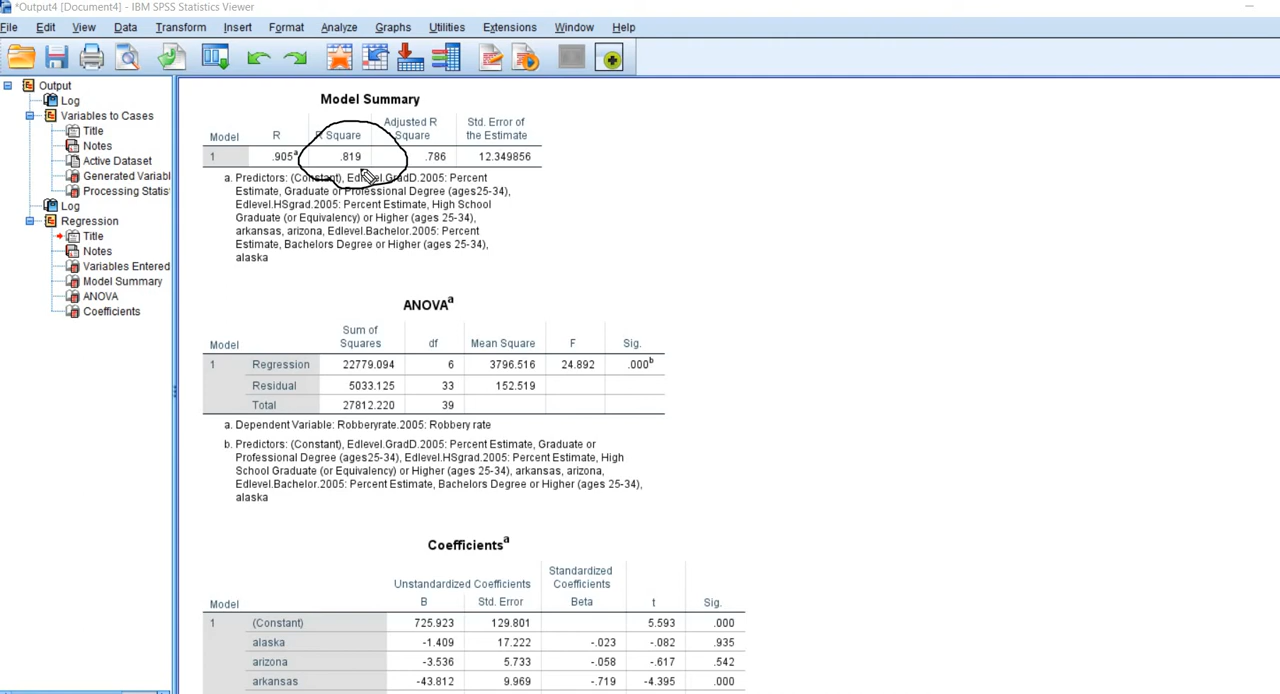 *Output4 [Document4] - IBM SPSS Statistics Viewer
File Edit View Data Transform Insert Format Analyze Graphs Utilities Extensions Window Help
Output
Log
Variables to Cases
Title
Notes
Active Dataset
Generated Variabl
Processing Statis
Log
Regression
Title
Notes
Variables Entered
Model Summary
ANOVA
Coefficients
Model Summary
Model R R Square Adjusted R Square Std. Error of the Estimate
1 .905a .819 .786 12.349856
a. Predictors: (Constant), Edlevel.GradD.2005: Percent
Estimate, Graduate or Professional Degree (ages25-34),
Edlevel.HSgrad.2005: Percent Estimate, High School
Graduate (or Equivalency) or Higher (ages 25-34),
arkansas, arizona, Edlevel.Bachelor.2005: Percent
Estimate, Bachelors Degree or Higher (ages 25-34),
alaska
ANOVAa
Model Sum of Squares df Mean Square F Sig.
1 Regression 22779.094 6 3796.516 24.892 .000b
Residual 5033.125 33 152.519
Total 27812.220 39
a. Dependent Variable: Robberyrate.2005: Robbery rate
b. Predictors: (Constant), Edlevel.GradD.2005: Percent Estimate, Graduate or
Professional Degree (ages25-34), Edlevel.HSgrad.2005: Percent Estimate, High
School Graduate (or Equivalency) or Higher (ages 25-34), arkansas, arizona,
Edlevel.Bachelor.2005: Percent Estimate, Bachelors Degree or Higher (ages 25-34),
alaska
Coefficientsa
Unstandardized Coefficients Standardized Coefficients
Model B Std. Error Beta t Sig.
1 (Constant) 725.923 129.801 5.593 .000
alaska -1.409 17.222 -.023 -.082 .935
arizona -3.536 5.733 -.058 -.617 .542
arkansas -43.812 9.969 -.719 -4.395 .000